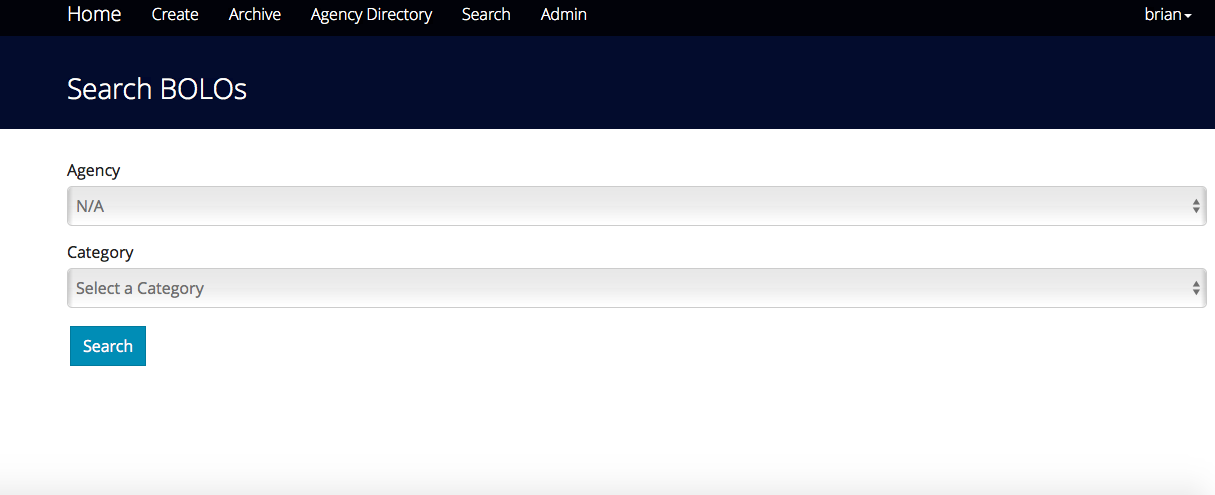 Home Create Archive Agency Directory Search Admin brian
Search BOLOs
Agency
N/A
Category
Select a Category
Search